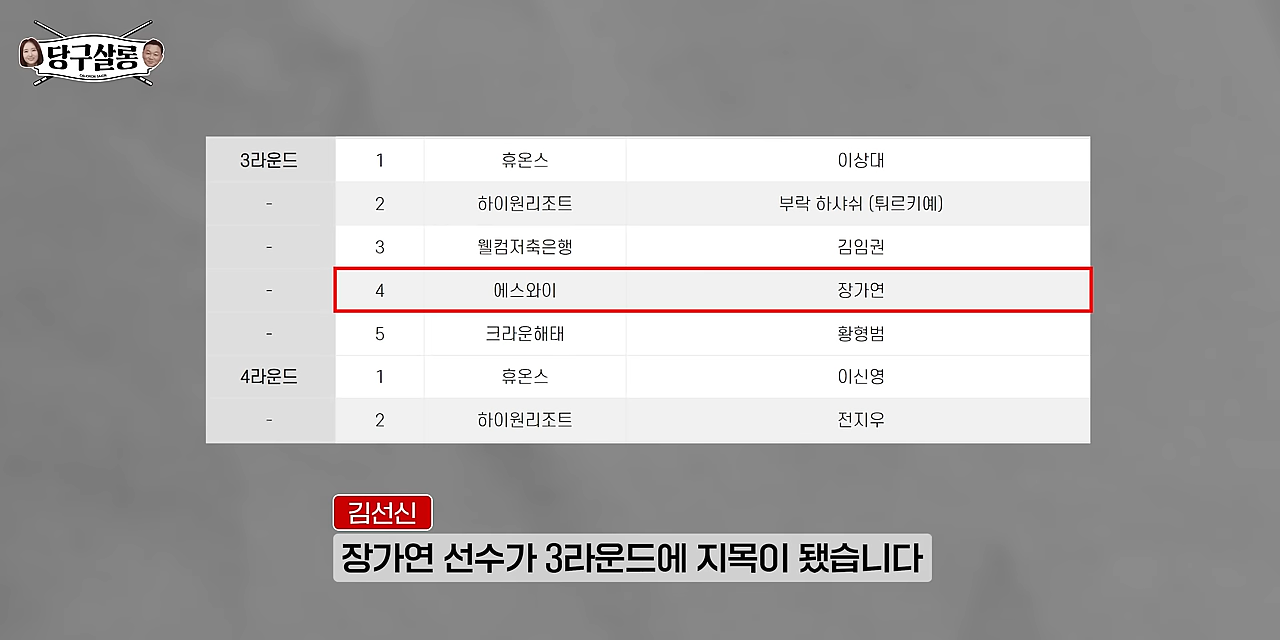 당구살롱
3라운드 1 휴온스 이상대
- 2 하이원리조트 부락 하샤쉬 (튀르키예)
- 3 웰컴저축은행 김임권
- 4 에스와이 장가연
- 5 크라운해태 황형범
4라운드 1 휴온스 이신영
- 2 하이원리조트 전지우
김선신
장가연 선수가 3라운드에 지목이 됐습니다